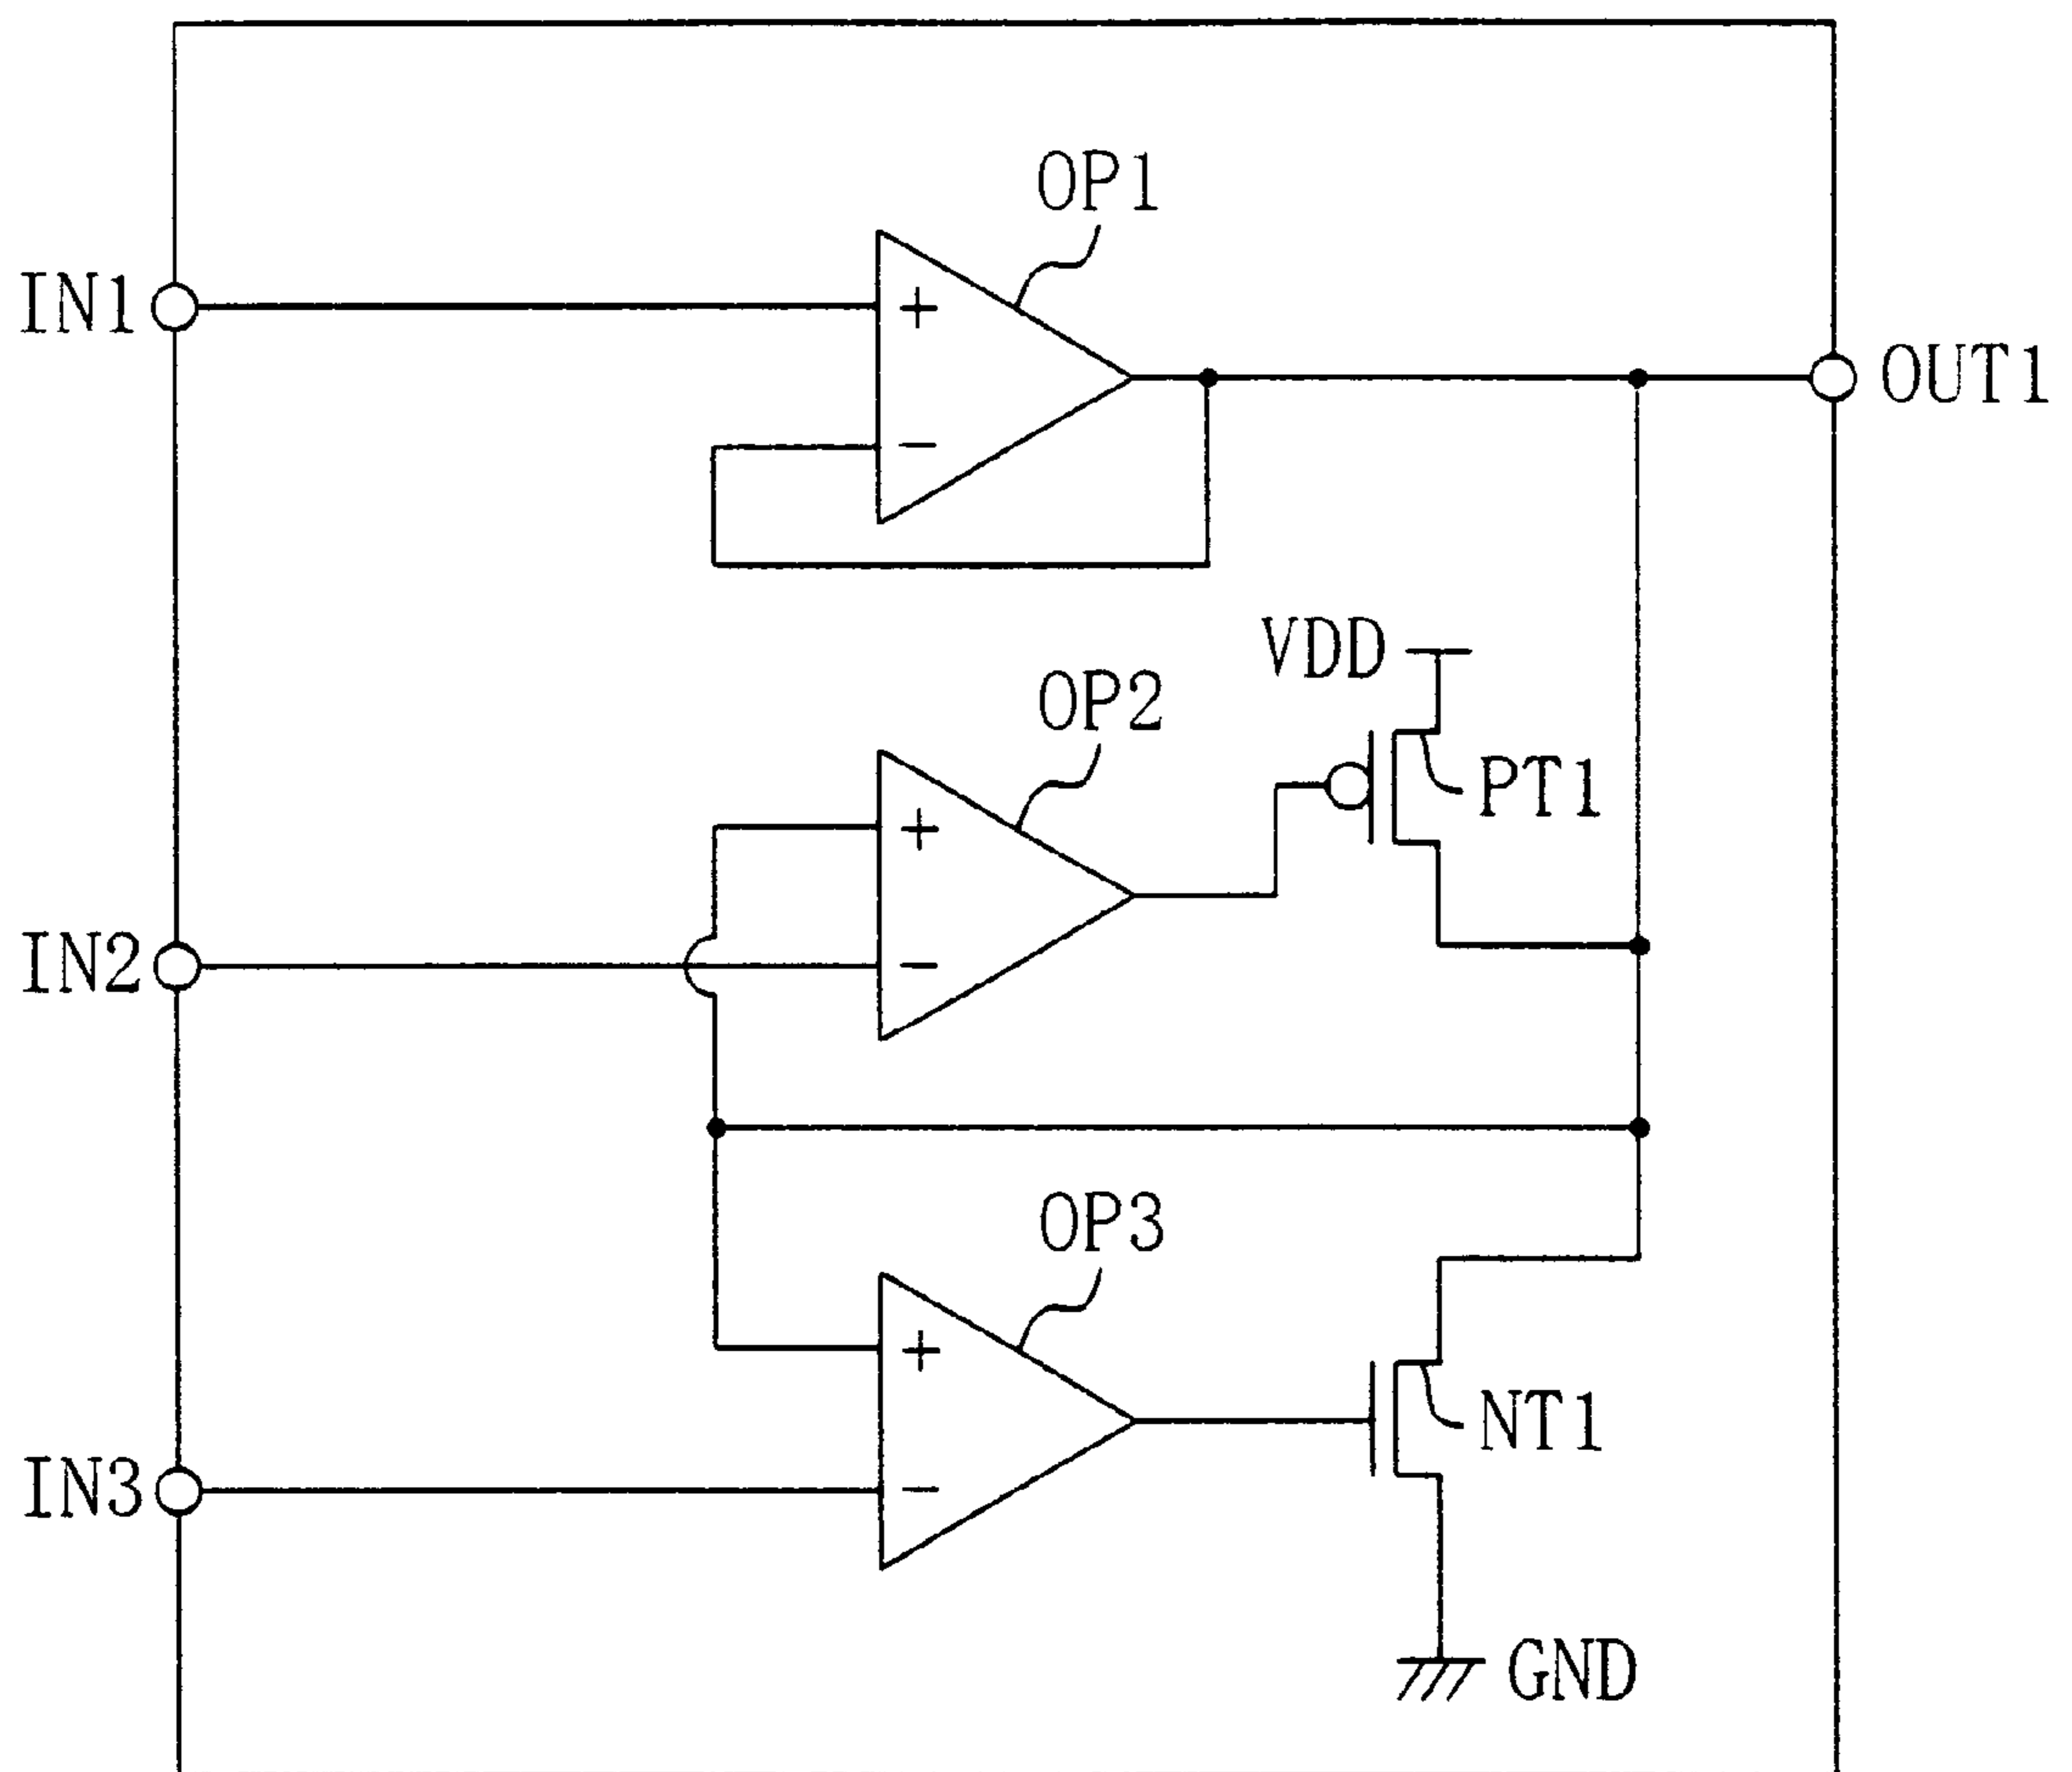 OP1
IN1
+
−
OUT1
VDD
OP2
PT1
+
IN2
−
OP3
+
NT1
IN3
−
GND